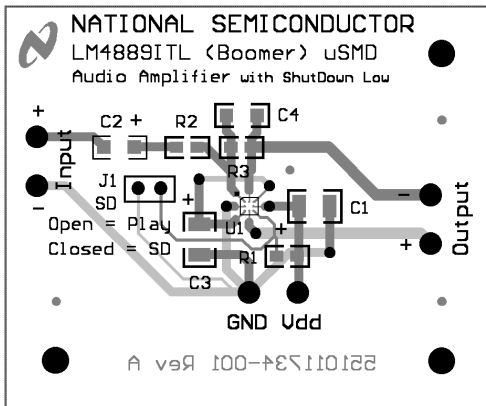 NATIONAL SEMICONDUCTOR
LM4889ITL (Boomer) uSMD
Audio Amplifier with ShutDown Low
+
C2 +
R2
C4
Input
R3
J1
SD
-
+
C1
-
Open = Play
U1
+
+
Output
Closed = SD
R1
C3
GND Vdd
551011734-001 Rev A